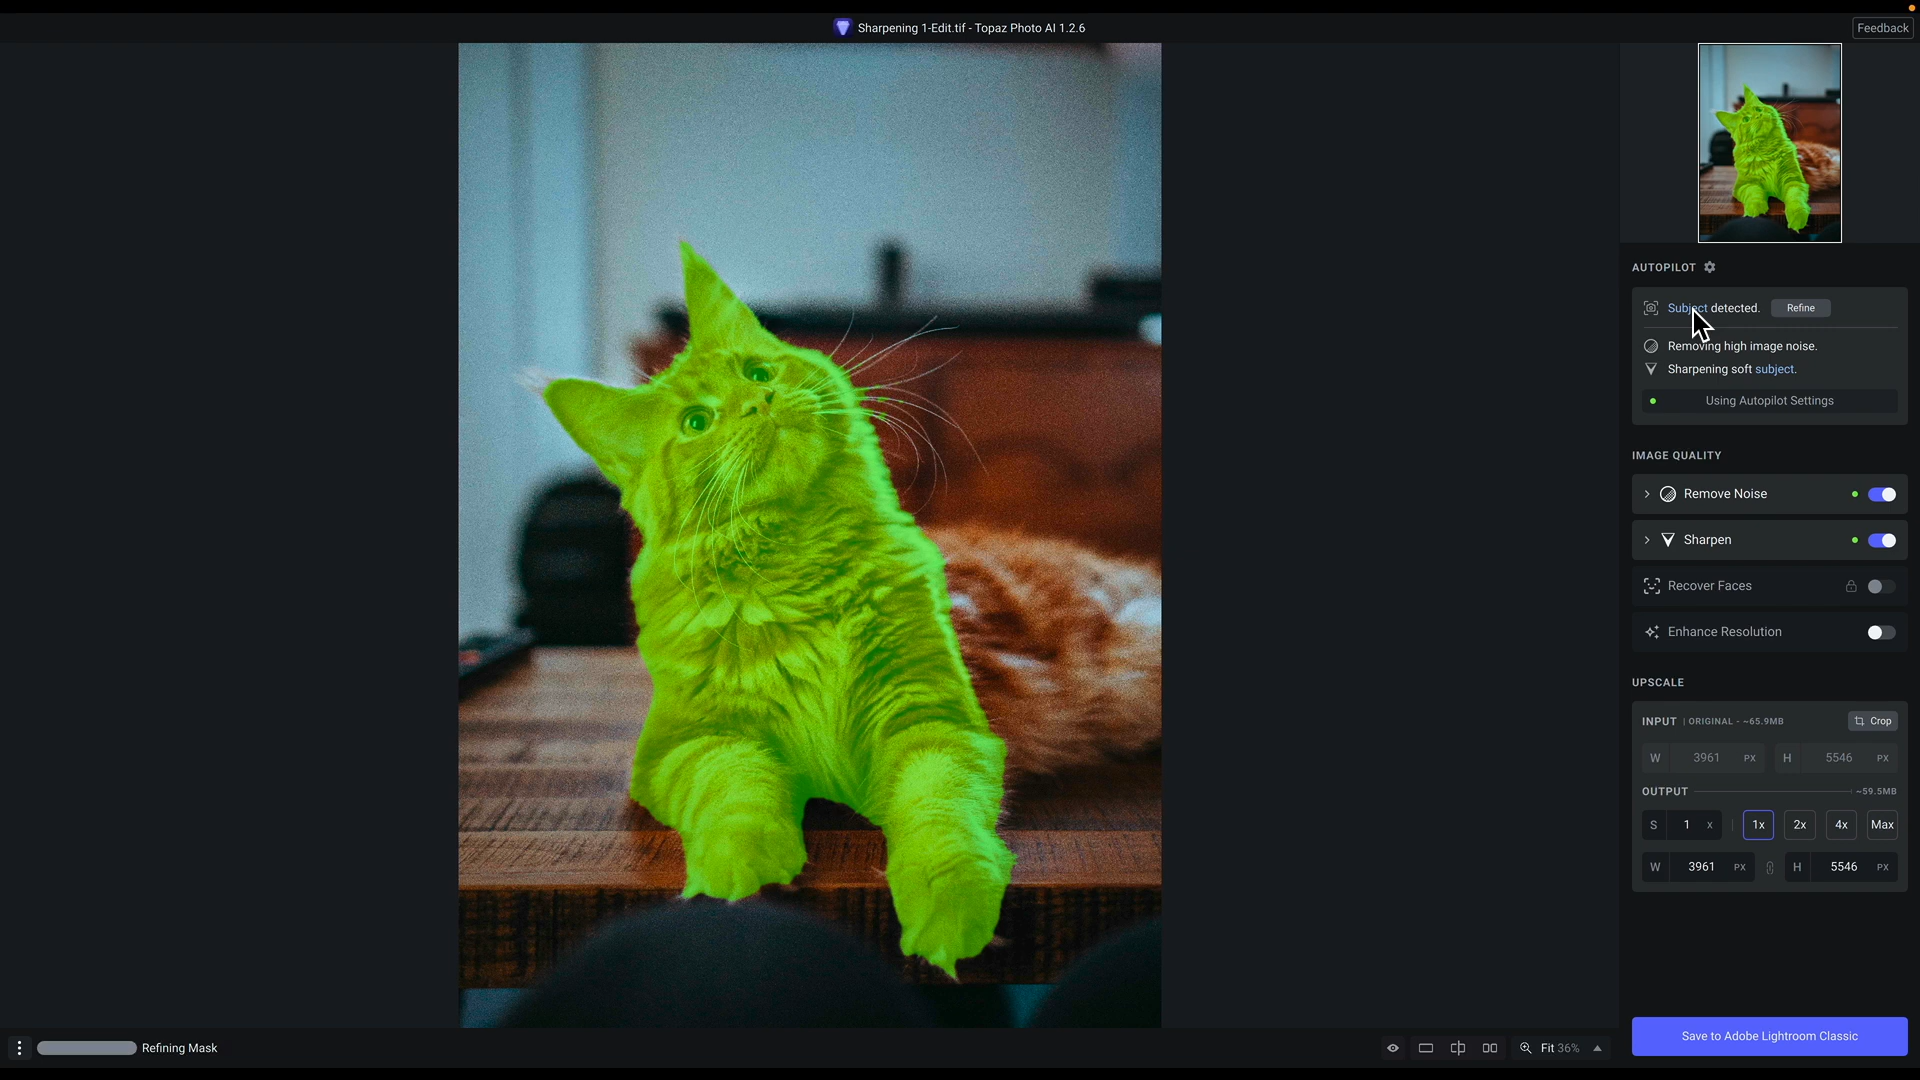 Sharpening 1-Edit.tif - Topaz Photo AI 1.2.6
Feedback
AUTOPILOT
Subject detected. Refine
Removing high image noise.
Sharpening soft subject.
Using Autopilot Settings
IMAGE QUALITY
Remove Noise
Sharpen
Recover Faces
Enhance Resolution
UPSCALE
INPUT | ORIGINAL - ~65.9MB Crop
W 3961 PX H 5546 PX
OUTPUT ~59.5MB
S 1 x 1x 2x 4x Max
W 3961 PX H 5546 PX
Save to Adobe Lightroom Classic
Refining Mask
Fit 36%